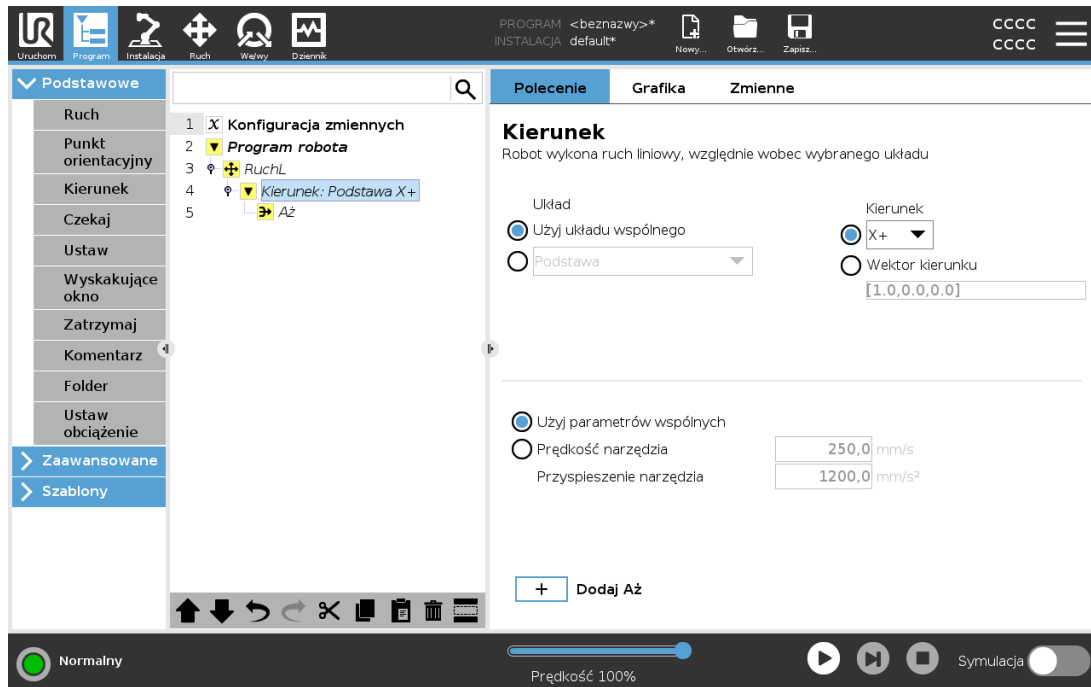 PROGRAM <beznazwy>*
INSTALACJA default*
CCCC
CCCC
Uruchom Program Instalacja Ruch We/wy Dziennik Nowy... Otwórz... Zapisz...
Podstawowe
Ruch
Punkt
orientacyjny
Kierunek
Czekaj
Ustaw
Wyskakujące
okno
Zatrzymaj
Komentarz
Folder
Ustaw
obciążenie
Zaawansowane
Szablony
1 X Konfiguracja zmiennych
2 Program robota
3 RuchL
4 Kierunek: Podstawa X+
5 Aż
Polecenie Grafika Zmienne
Kierunek
Robot wykona ruch liniowy, względnie wobec wybranego układu
Układ
Użyj układu wspólnego
Podstawa
Kierunek
X+
Wektor kierunku
[1.0,0.0,0.0]
Użyj parametrów wspólnych
Prędkość narzędzia 250,0 mm/s
Przyspieszenie narzędzia 1200,0 mm/s²
+ Dodaj Aż
Normalny
Prędkość 100%
Symulacja